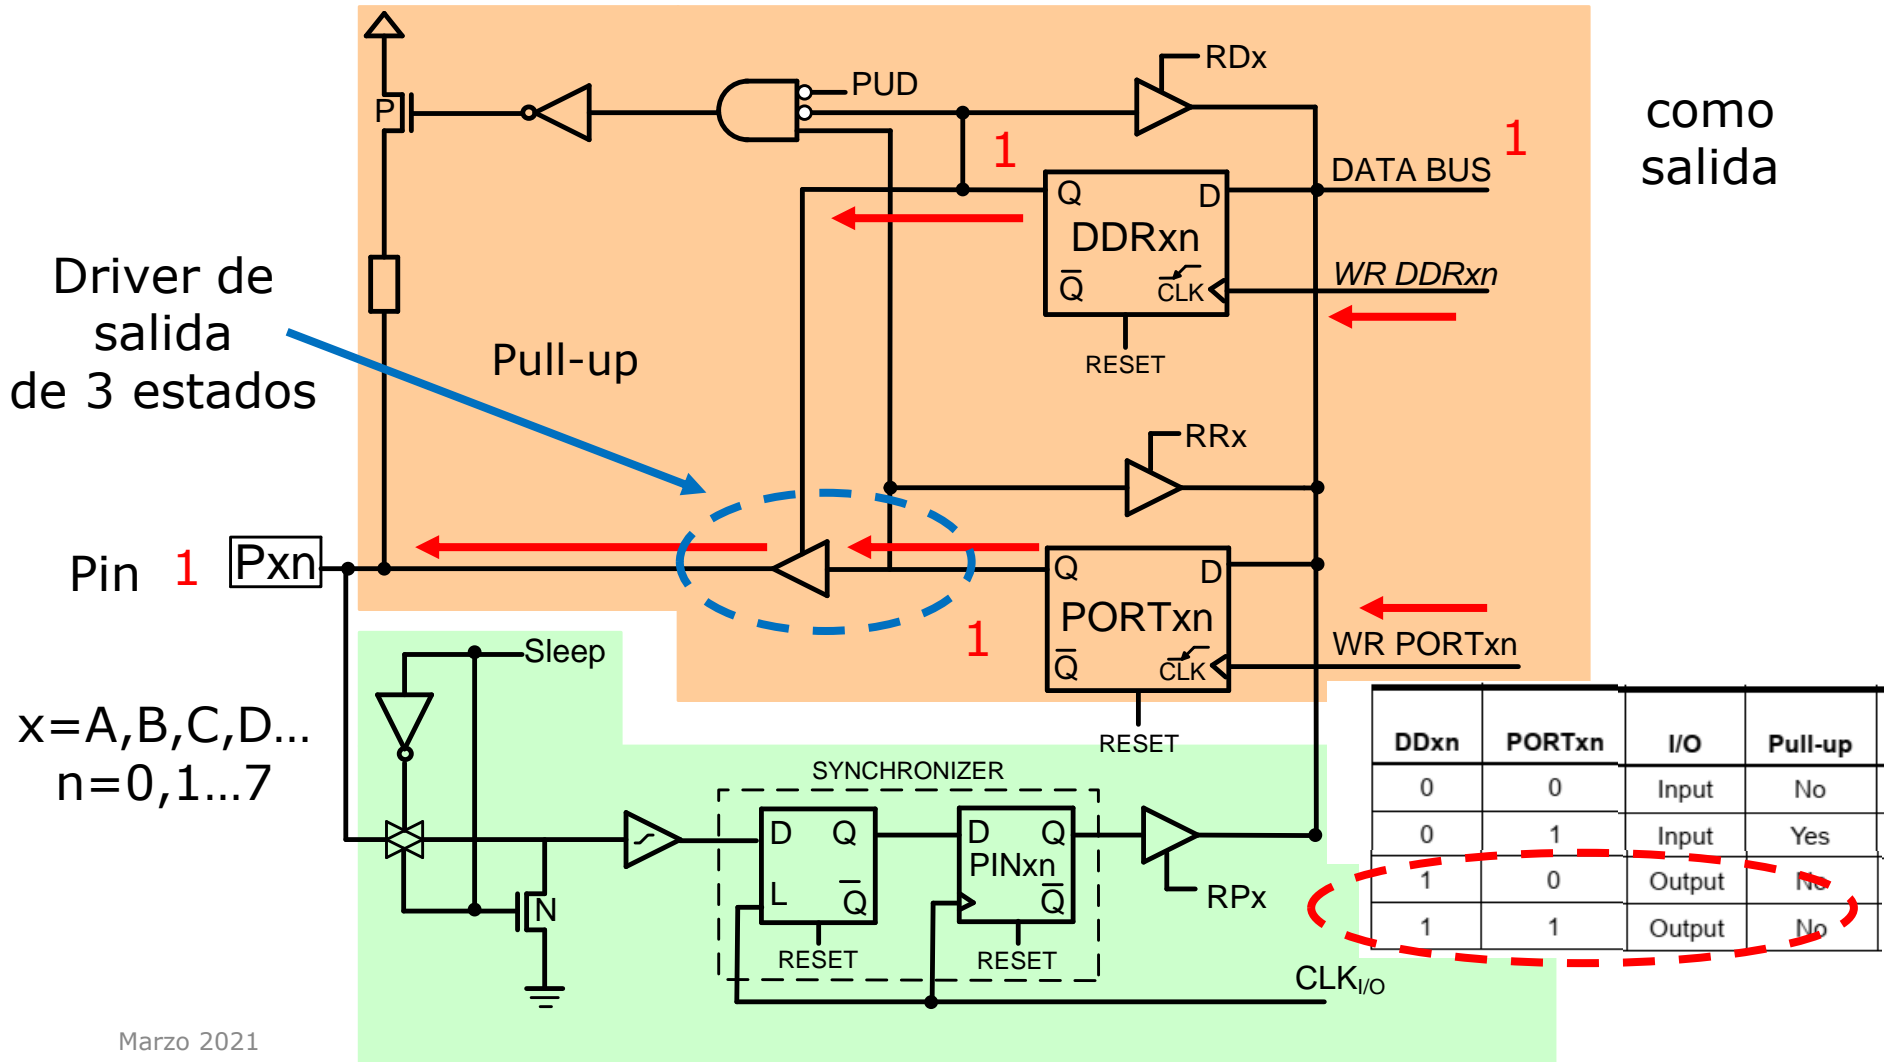 RDx
PUD
P
como
salida
1
1
DATA BUS
Q
D
DDRxn
Q
CLK
WR DDRxn
RESET
Driver de
salida
de 3 estados
Pull-up
RRx
Pin 1 Pxn
Q
D
PORTxn
Q
CLK
1
WR PORTxn
RESET
Sleep
x=A,B,C,D...
n=0,1...7
SYNCHRONIZER
D Q
L Q
RESET
D Q
PINxn
Q
RESET
RPx
N
CLKI/O
DDxn PORTxn I/O Pull-up
0 0 Input No
0 1 Input Yes
1 0 Output No
1 1 Output No
Marzo 2021